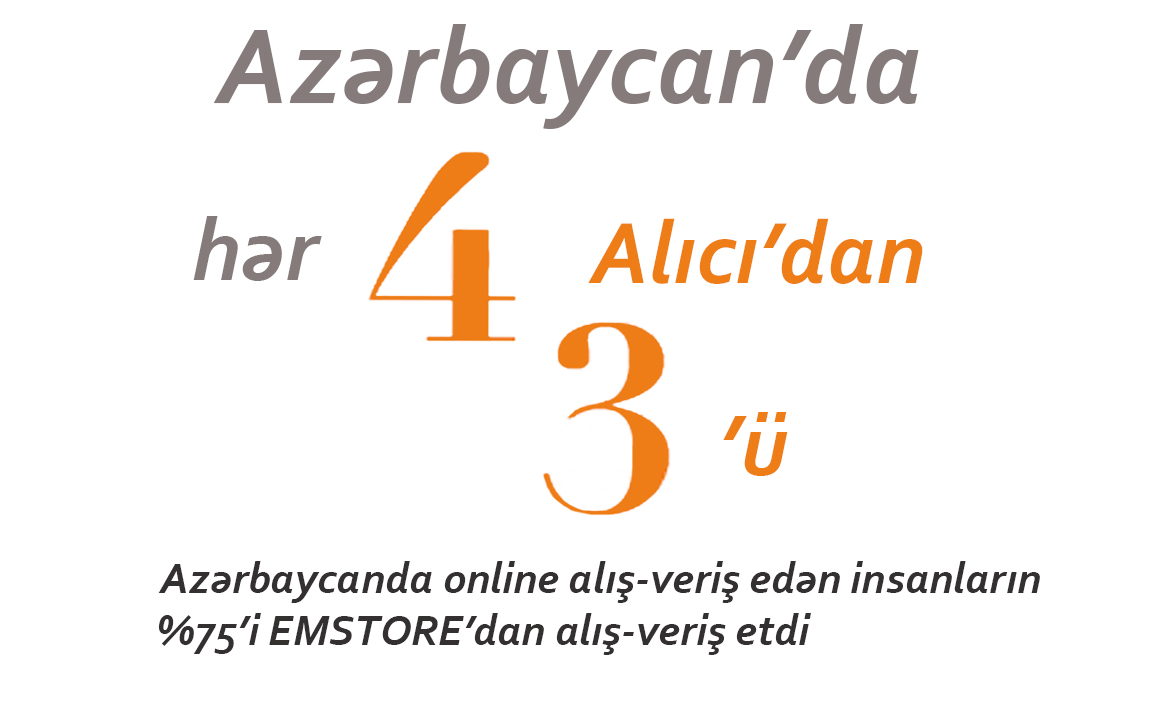 Azərbaycan’da
hər 4 Alıcı’dan
3 ’ü
Azərbaycanda online alış-veriş edən insanların
%75’i EMSTORE’dan alış-veriş etdi